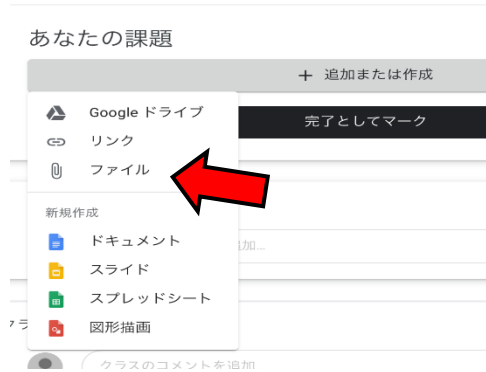 あなたの課題
+ 追加または作成
Google ドライブ
完了としてマーク
リンク
ファイル
新規作成
ドキュメント
追加...
スライド
スプレッドシート
図形描画
クラスのコメントを追加